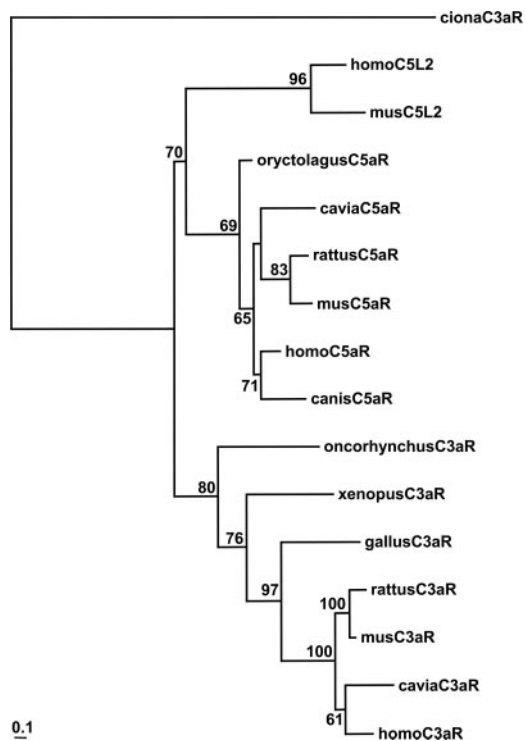 cionaC3aR
homoC5L2
96
musC5L2
70
oryctolagusC5aR
caviaC5aR
69
rattusC5aR
83
musC5aR
65
homoC5aR
71
canisC5aR
oncorhynchusC3aR
80
xenopusC3aR
76
gallusC3aR
97
rattusC3aR
100
musC3aR
100
caviaC3aR
61
homoC3aR
0.1